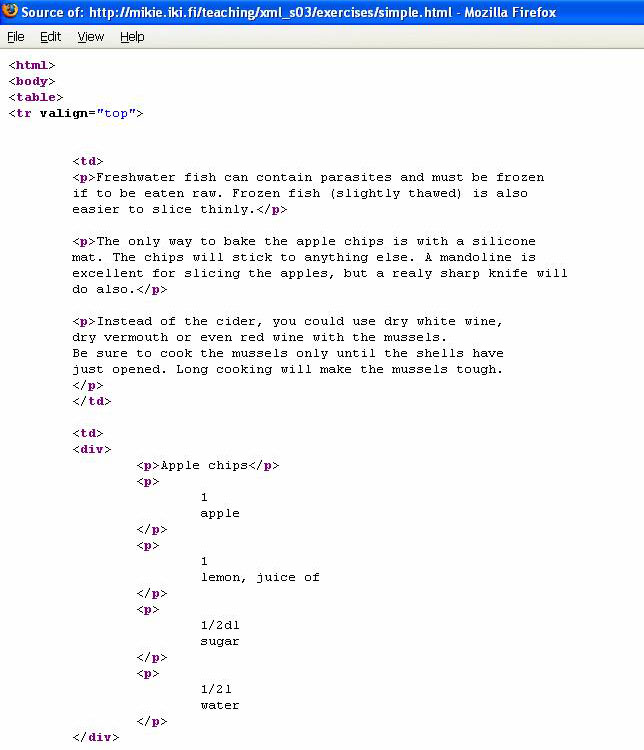 Source of: http://mikie.iki.fi/teaching/xml_s03/exercises/simple.html - Mozilla Firefox
File Edit View Help
<html>
<body>
<table>
<tr valign="top">
<td>
<p>Freshwater fish can contain parasites and must be frozen
if to be eaten raw. Frozen fish (slightly thawed) is also
easier to slice thinly.</p>
<p>The only way to bake the apple chips is with a silicone
mat. The chips will stick to anything else. A mandoline is
excellent for slicing the apples, but a realy sharp knife will
do also.</p>
<p>Instead of the cider, you could use dry white wine,
dry vermouth or even red wine with the mussels.
Be sure to cook the mussels only until the shells have
just opened. Long cooking will make the mussels tough.
</p>
</td>
<td>
<div>
<p>Apple chips</p>
<p>
1
apple
</p>
<p>
1
lemon, juice of
</p>
<p>
1/2dl
sugar
</p>
<p>
1/2l
water
</p>
</div>